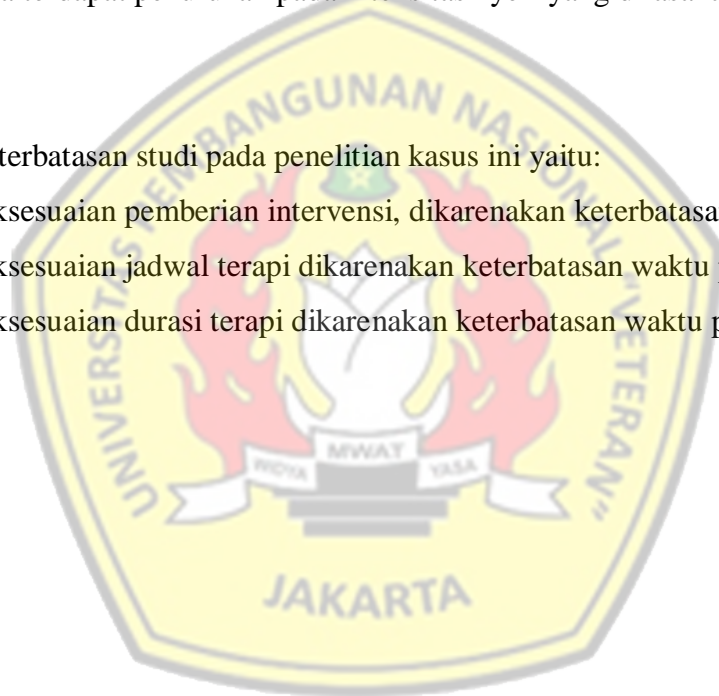 terbatasan studi pada penelitian kasus ini yaitu:
ksesuaian pemberian intervensi, dikarenakan keterbatasa
ksesuaian jadwal terapi dikarenakan keterbatasan waktu
ksesuaian durasi terapi dikarenakan keterbatasan waktu p
UNIVERSITAS PEMBANGUNAN NASIONAL "VETERAN"
WIDYA MWAT YASA
JAKARTA